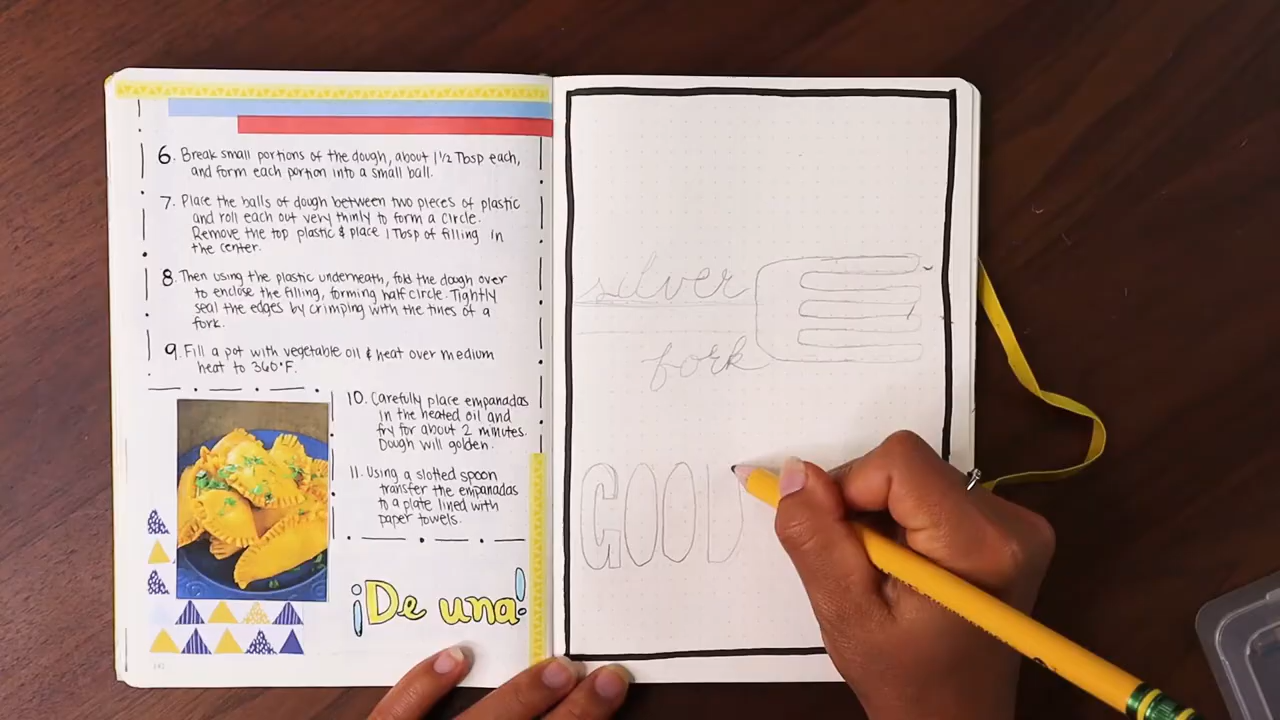 6. Break small portions of the dough, about 1 1/2 Tbsp each,
and form each portion into a small ball.
7. Place the balls of dough between two pieces of plastic
and roll each out very thinly to form a circle.
Remove the top plastic & place 1 Tbsp of filling in
the center.
8. Then using the plastic underneath, fold the dough over
to enclose the filling, forming half circle. Tightly
seal the edges by crimping with the tines of a
fork.
9. Fill a pot with vegetable oil & heat over medium
heat to 360°F.
10. Carefully place empanadas
in the heated oil and
fry for about 2 minutes.
Dough will golden.
11. Using a slotted spoon
transfer the empanadas
to a plate lined with
paper towels.
¡De una!
silver
fork
GOOD